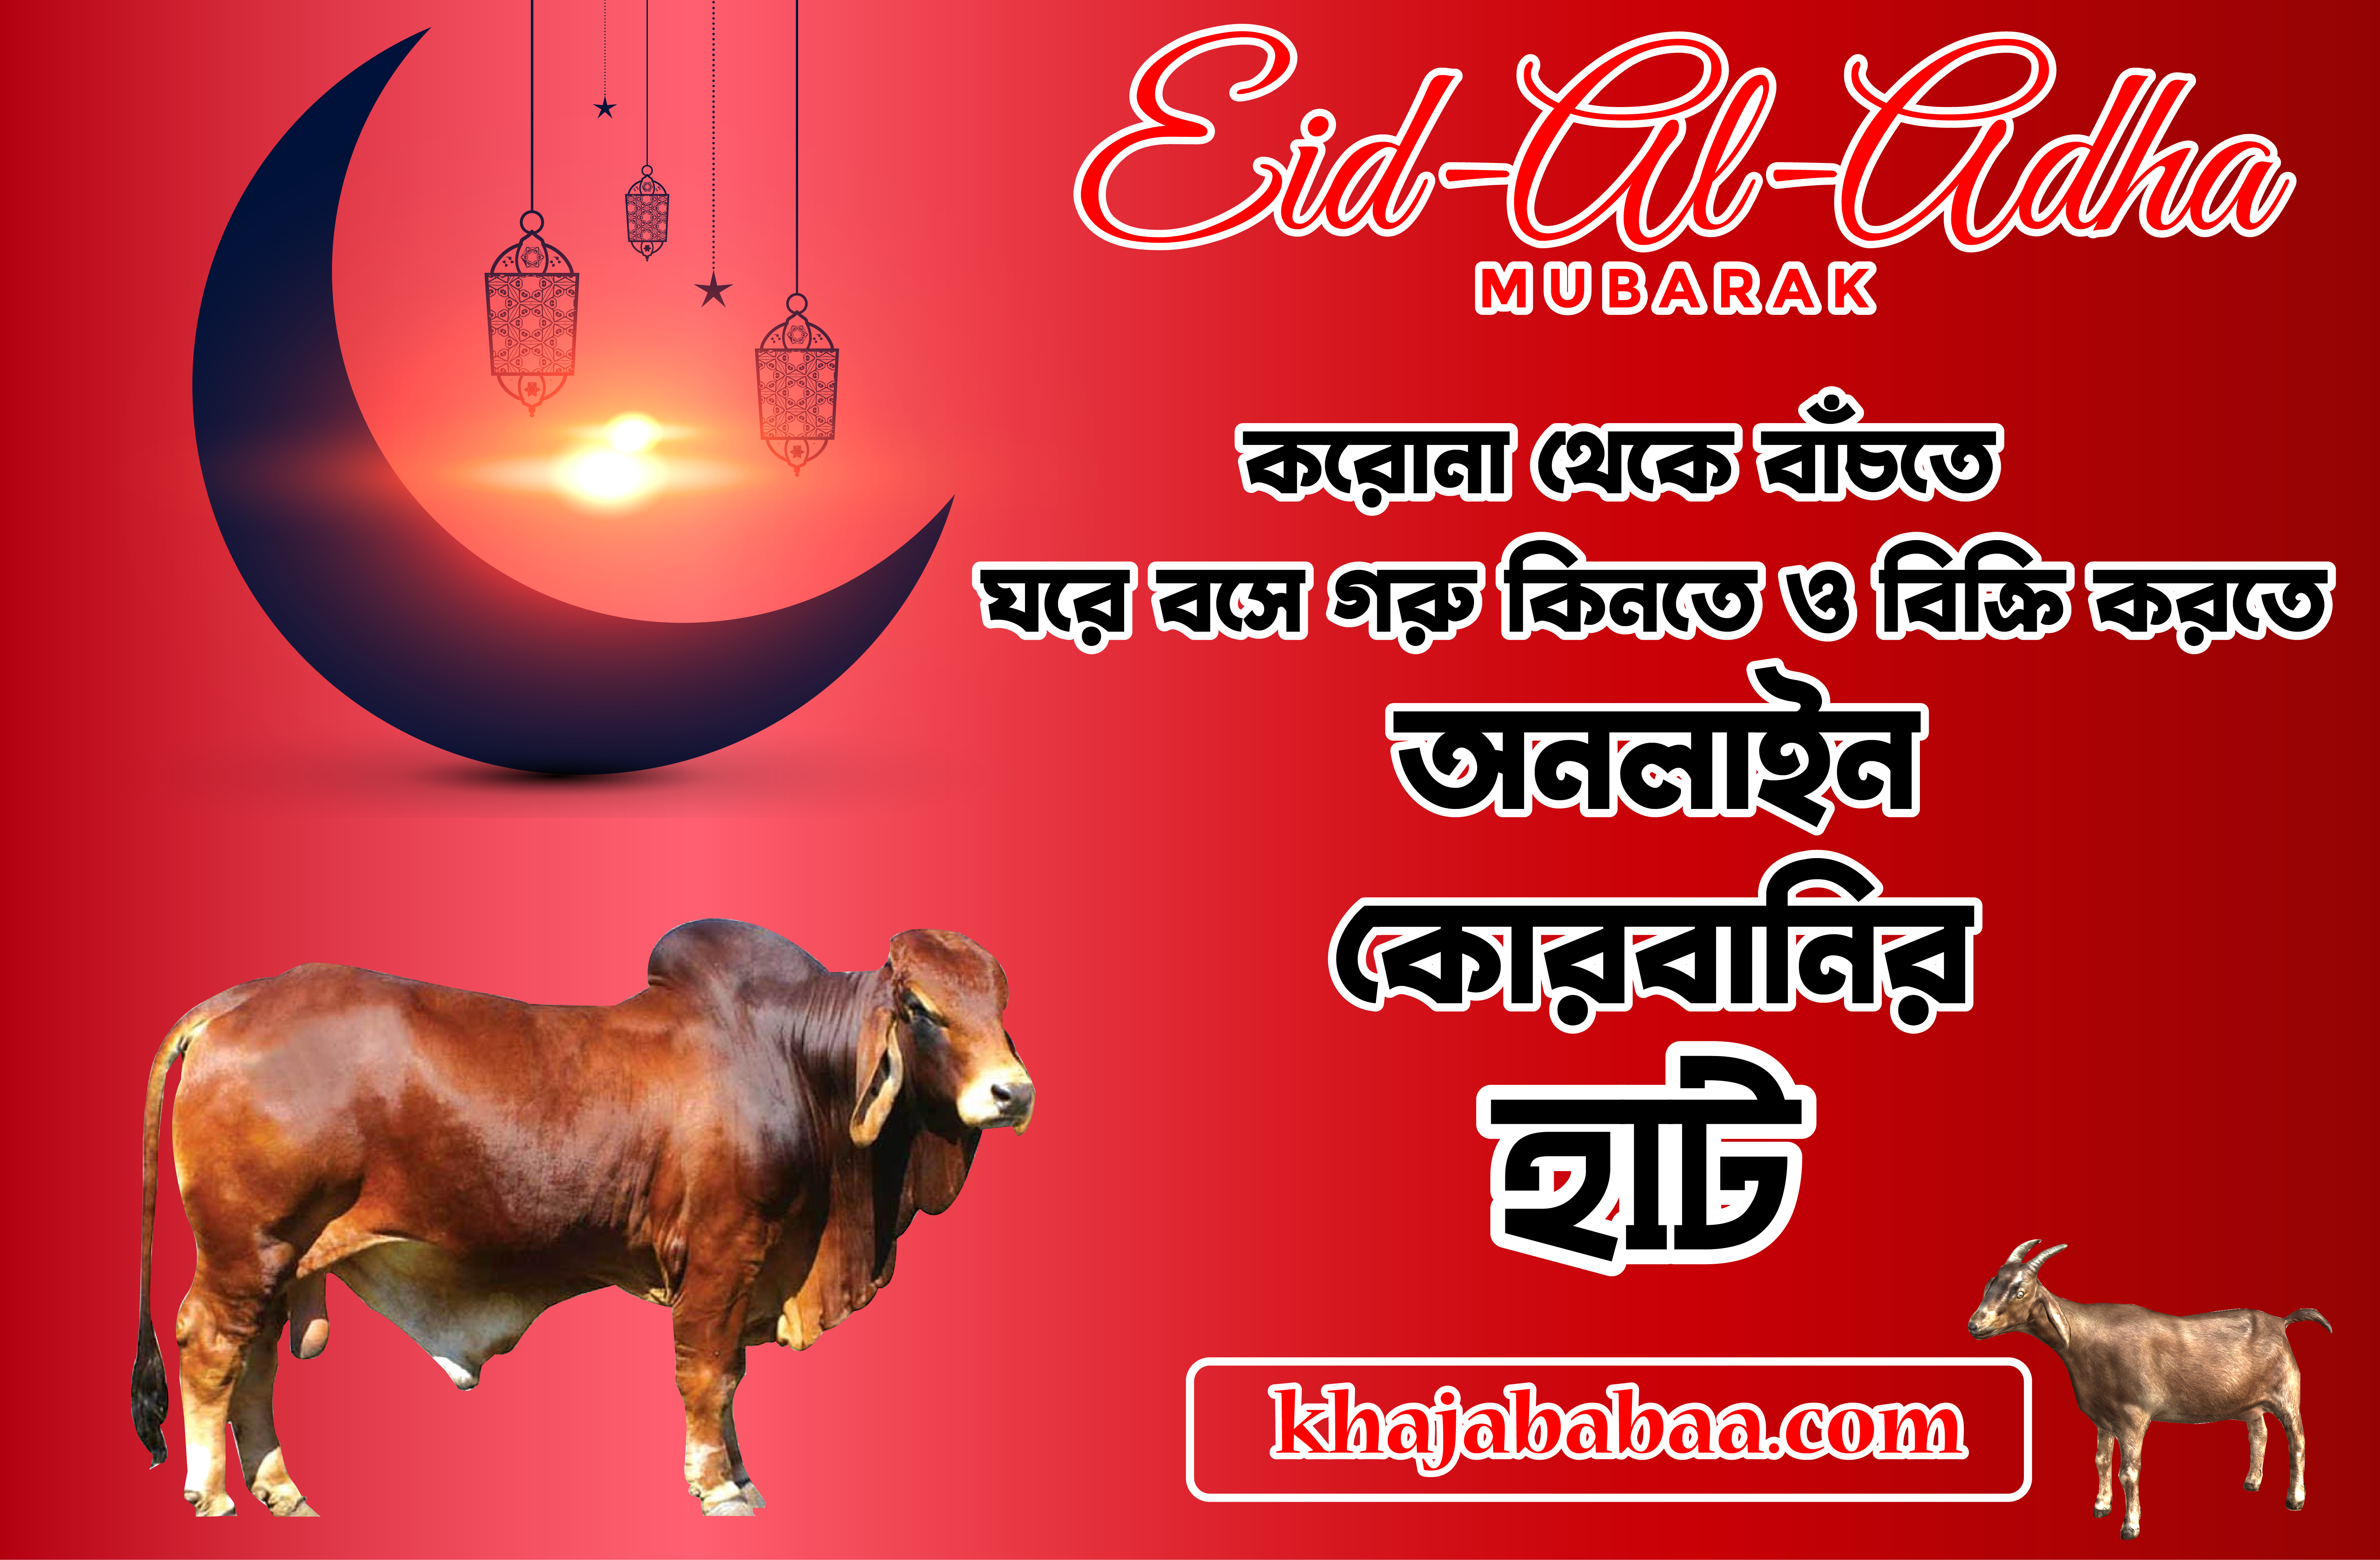 Eid-Al-Adha
MUBARAK
করোনা থেকে বাঁচতে
ঘরে বসে গরু কিনতে ও বিক্রি করতে
অনলাইন
কোরবানির
হাট
khajababaa.com